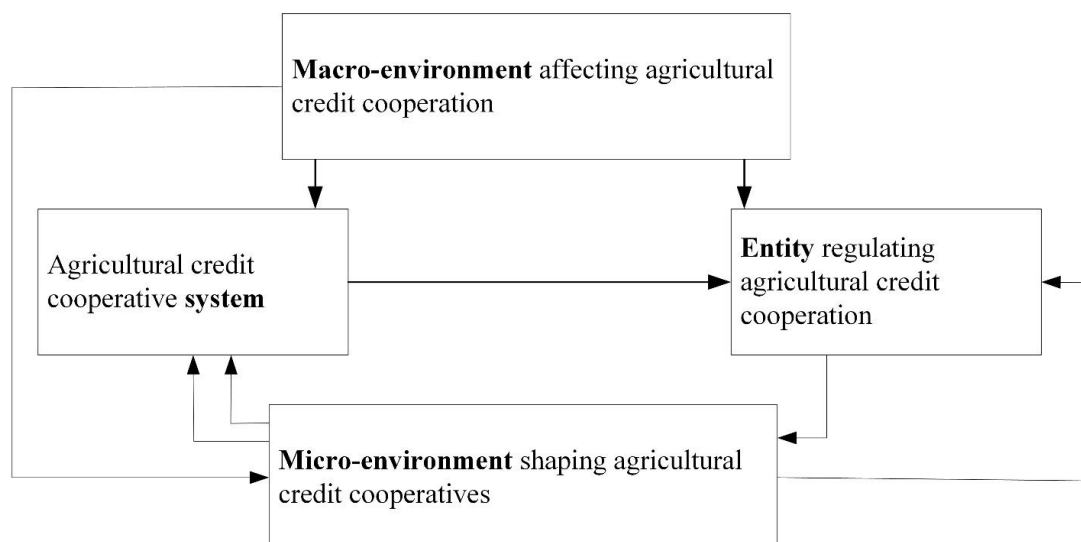 Macro-environment affecting agricultural
credit cooperation
Agricultural credit
cooperative system
Entity regulating
agricultural credit
cooperation
Micro-environment shaping agricultural
credit cooperatives